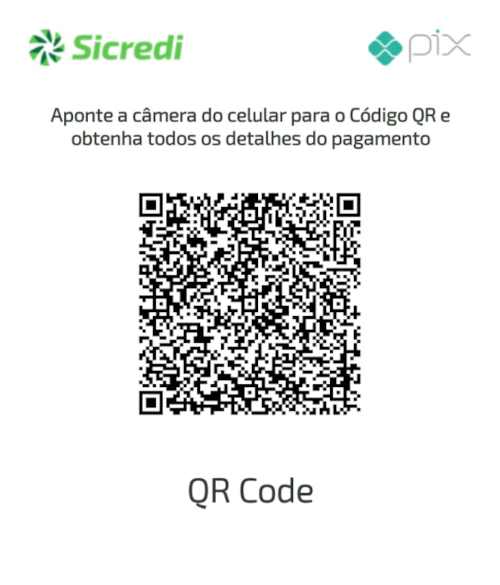 Sicredi
pix
Aponte a câmera do celular para o Código QR e
obtenha todos os detalhes do pagamento
QR Code